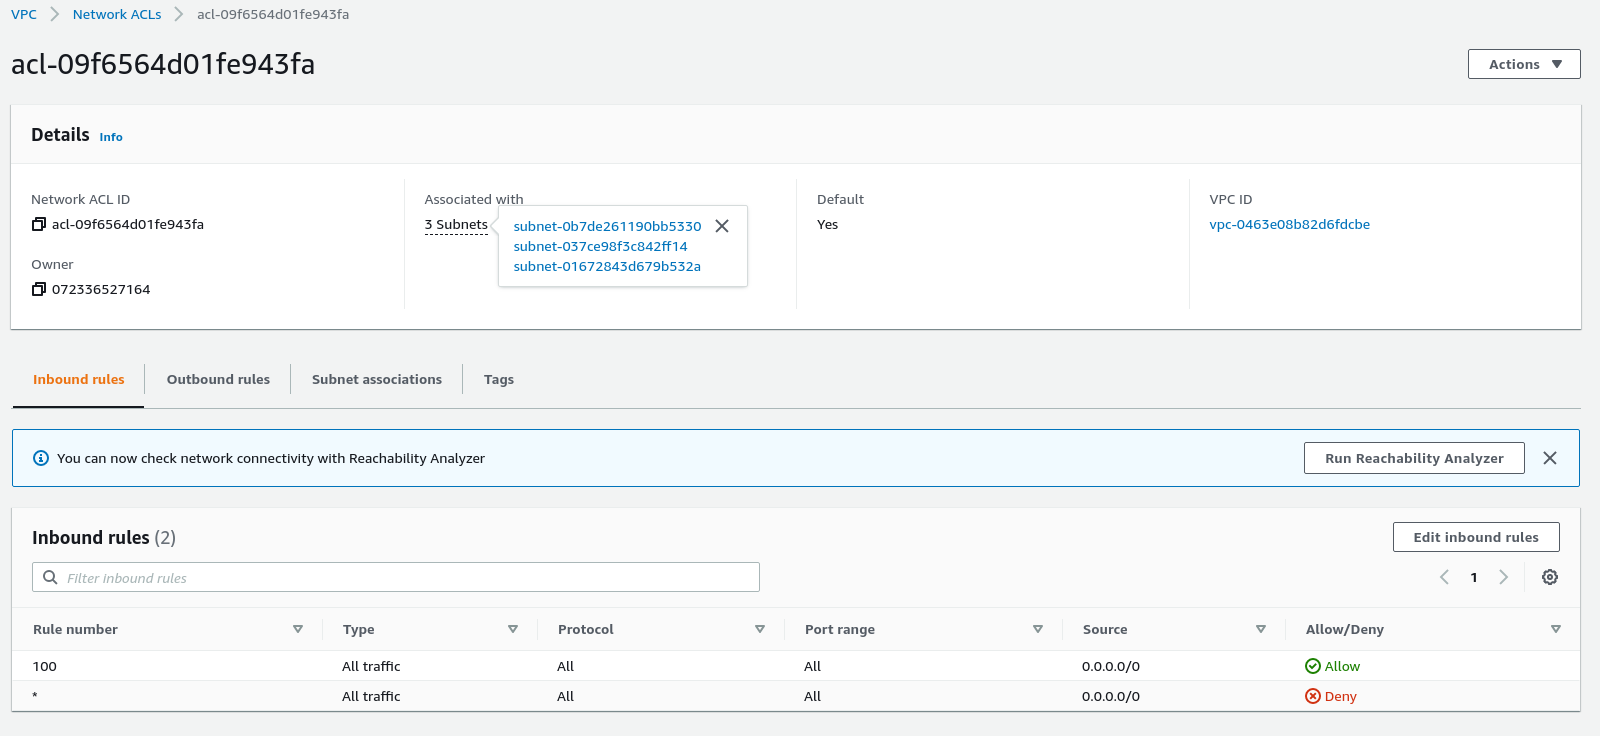 VPC > Network ACLs > acl-09f6564d01fe943fa
acl-09f6564d01fe943fa
Actions
Details Info
Network ACL ID
acl-09f6564d01fe943fa
Owner
072336527164
Associated with
3 Subnets
subnet-0b7de261190bb5330
subnet-037ce98f3c842ff14
subnet-01672843d679b532a
Default
Yes
VPC ID
vpc-0463e08b82d6fdcbe
Inbound rules Outbound rules Subnet associations Tags
You can now check network connectivity with Reachability Analyzer
Run Reachability Analyzer
Inbound rules (2)
Edit inbound rules
Filter inbound rules
1
Rule number Type Protocol Port range Source Allow/Deny
100 All traffic All All 0.0.0.0/0 Allow
* All traffic All All 0.0.0.0/0 Deny